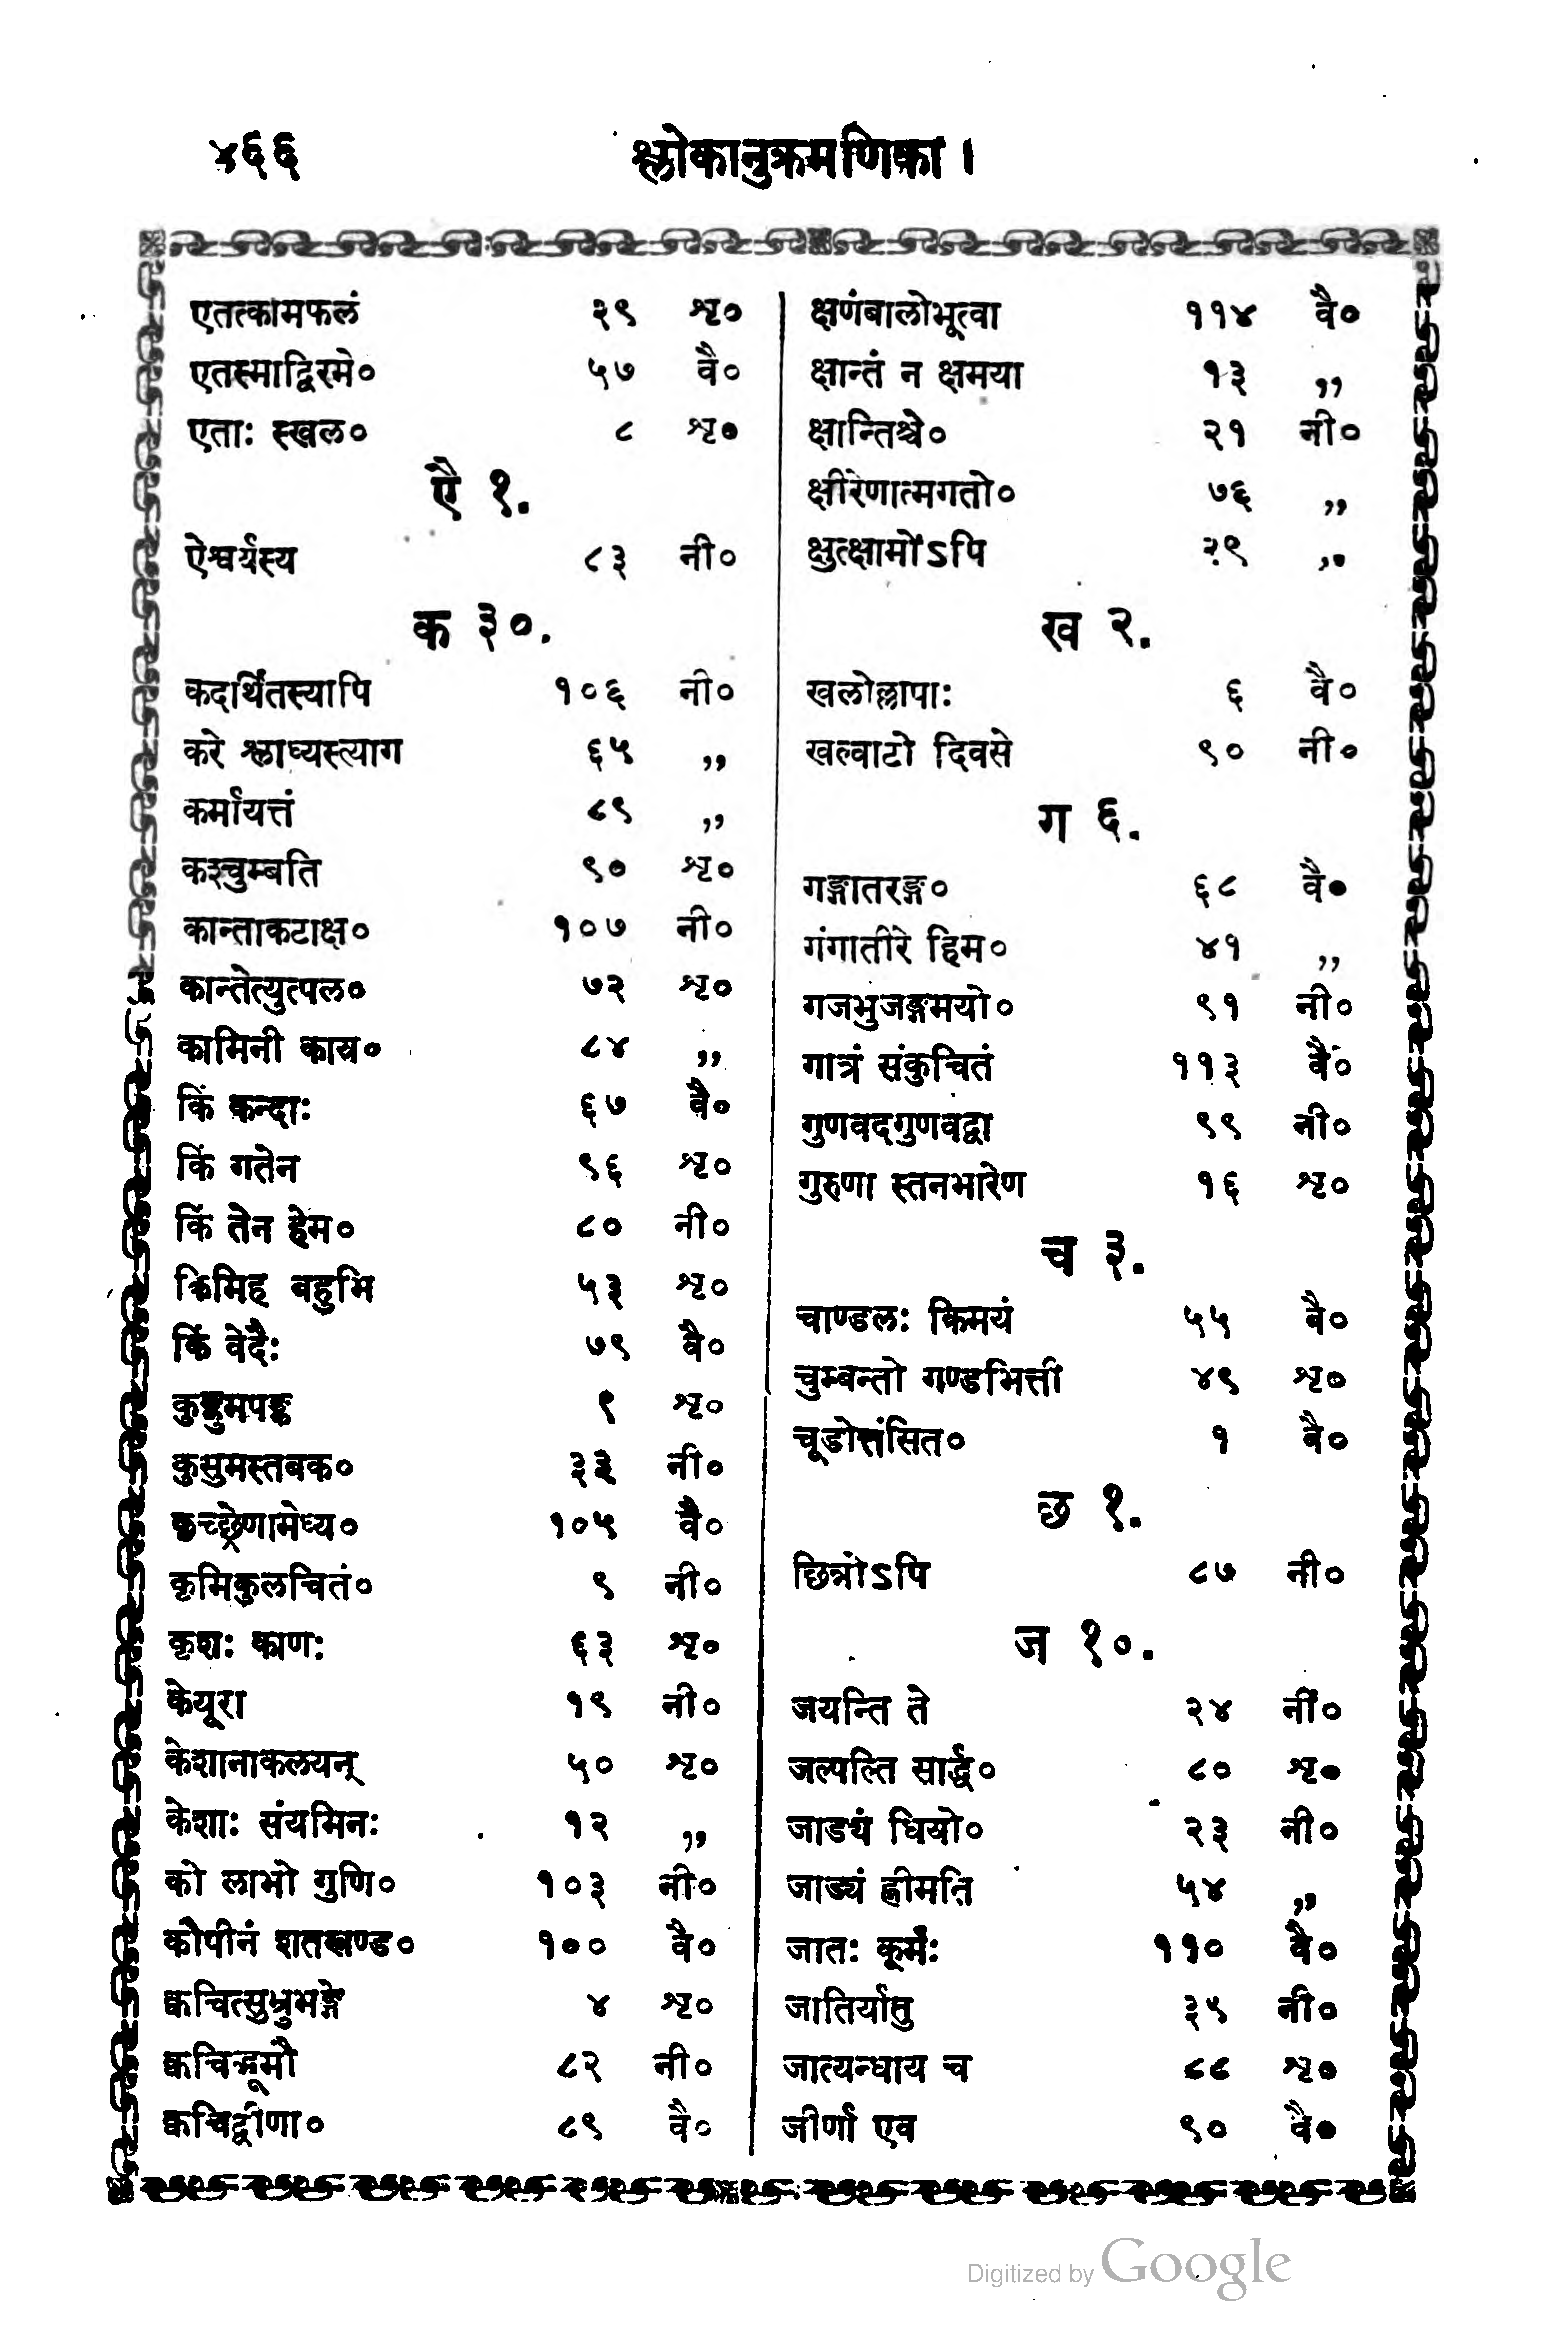 ४६६ श्लोकानुक्रमणिका ।
एतत्कामफलं २९ शृ०
एतस्माद्विरमे० ५७ वै०
एताः स्खल० ८ शृ०
ऐ १.
ऐश्वर्यस्य ८३ नी०
क ३०.
कदर्थितस्यापि १०६ नी०
करे श्लाघ्यस्त्याग ६५ ,,
कर्मायत्तं ८९ ,,
कश्चुम्बति ९० शृ०
कान्ताकटाक्ष० १०७ नी०
कान्तेत्युत्पल० ७२ शृ०
कामिनी काय० ८४ ,,
किं कन्दाः ६७ वै०
किं गतेन ९६ शृ०
किं तेन हेम० ८० नी०
किमिह बहुभि ५३ शृ०
किं वेदैः ७९ वै०
कुङ्कुमपङ्क ९ शृ०
कुसुमस्तबक० ३३ नी०
कृच्छ्रेणामेध्य० १०५ वै०
कृमिकुलचितं० ९ नी०
कृशः काणः ६३ शृ०
केयूरा १९ नी०
केशानाकलयन् ५० शृ०
केशाः संयमिनः १२ ,,
को लाभो गुणि० १०३ नी०
कौपीनं शतखण्ड० १०० वै०
क्वचित्सुभ्रुभङ्गे ४ शृ०
क्वचिद्भूमौ ८२ नी०
क्वचिद्वीणा० ८९ वै०
क्षणंबालोभूत्वा ११४ वै०
क्षान्तं न क्षमया १३ ,,
क्षान्तिश्चे० २१ नी०
क्षीरेणात्मगतो० ७६ ,,
क्षुत्क्षामोऽपि २९ ,,
ख २.
खलोल्लापाः ६ वै०
खल्वाटो दिवसे ९० नी०
ग ६.
गङ्गातरङ्ग० ६८ वै०
गंगातीरे हिम० ४१ ,,
गजभुजङ्गमयो० ९१ नी०
गात्रं संकुचितं ११३ वै०
गुणवदगुणवद्वा ९९ नी०
गुरुणा स्तनभारेण १६ शृ०
च ३.
चाण्डलः किमयं ५५ वै०
चुम्बन्तो गण्डभित्ती ४९ शृ०
चूडोत्तंसित० १ वै०
छ १.
छिन्नोऽपि ८७ नी०
ज १०.
जयन्ति ते २४ नी०
जल्पल्ति सार्द्ध० ८० शृ०
जाडयं धियो० २३ नी०
जाड्यं ह्रीमति ५४ ,,
जातः कूर्मः ११० वै०
जातिर्यातु ३९ नी०
जात्यन्धाय च ८८ शृ०
जीर्णा एव ९० वै०
Digitized by Google